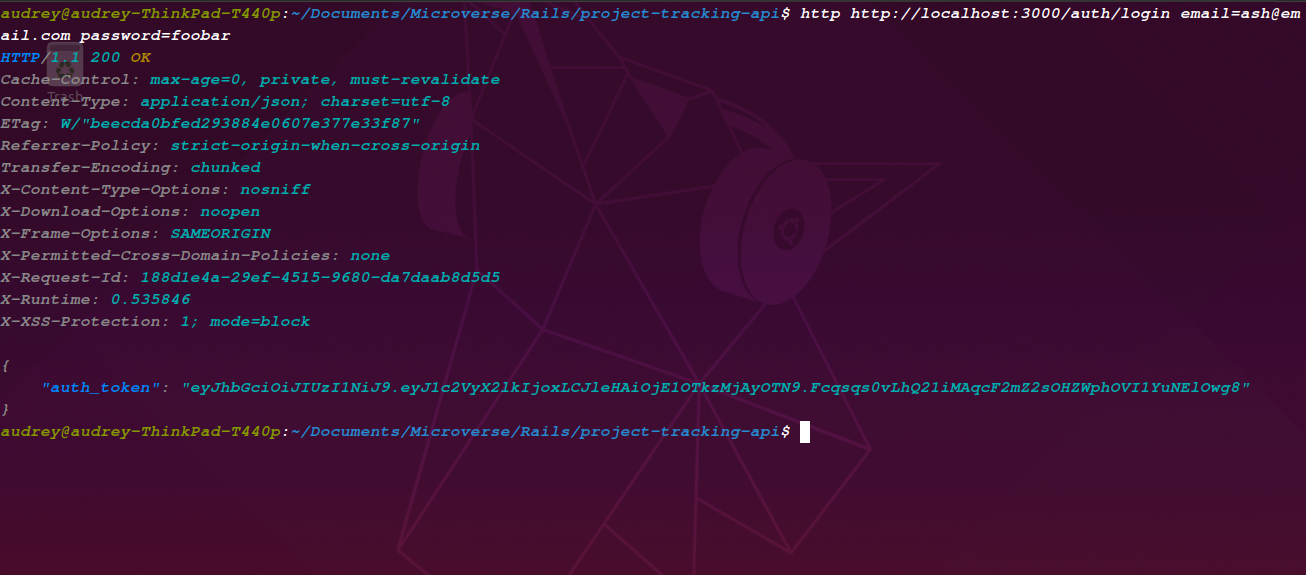 audrey@audrey-ThinkPad-T440p:~/Documents/Microverse/Rails/project-tracking-api$ http http://localhost:3000/auth/login email=ash@em
ail.com password=foobar
HTTP/1.1 200 OK
Cache-Control: max-age=0, private, must-revalidate
Trash
Content-Type: application/json; charset=utf-8
ETag: W/"beecda0bfed293884e0607e377e33f87"
Referrer-Policy: strict-origin-when-cross-origin
Transfer-Encoding: chunked
X-Content-Type-Options: nosniff
X-Download-Options: noopen
X-Frame-Options: SAMEORIGIN
X-Permitted-Cross-Domain-Policies: none
X-Request-Id: 188d1e4a-29ef-4515-9680-da7daab8d5d5
X-Runtime: 0.535846
X-XSS-Protection: 1; mode=block
{
"auth_token": "eyJhbGciOiJIUzI1NiJ9.eyJ1c2VyX2lkIjoxLCJleHAiOjE1OTkzMjAyOTN9.Fcqsqs0vLhQ21iMAqcF2mZ2sOHZWphOVI1YuNElOwg8"
}
audrey@audrey-ThinkPad-T440p:~/Documents/Microverse/Rails/project-tracking-api$